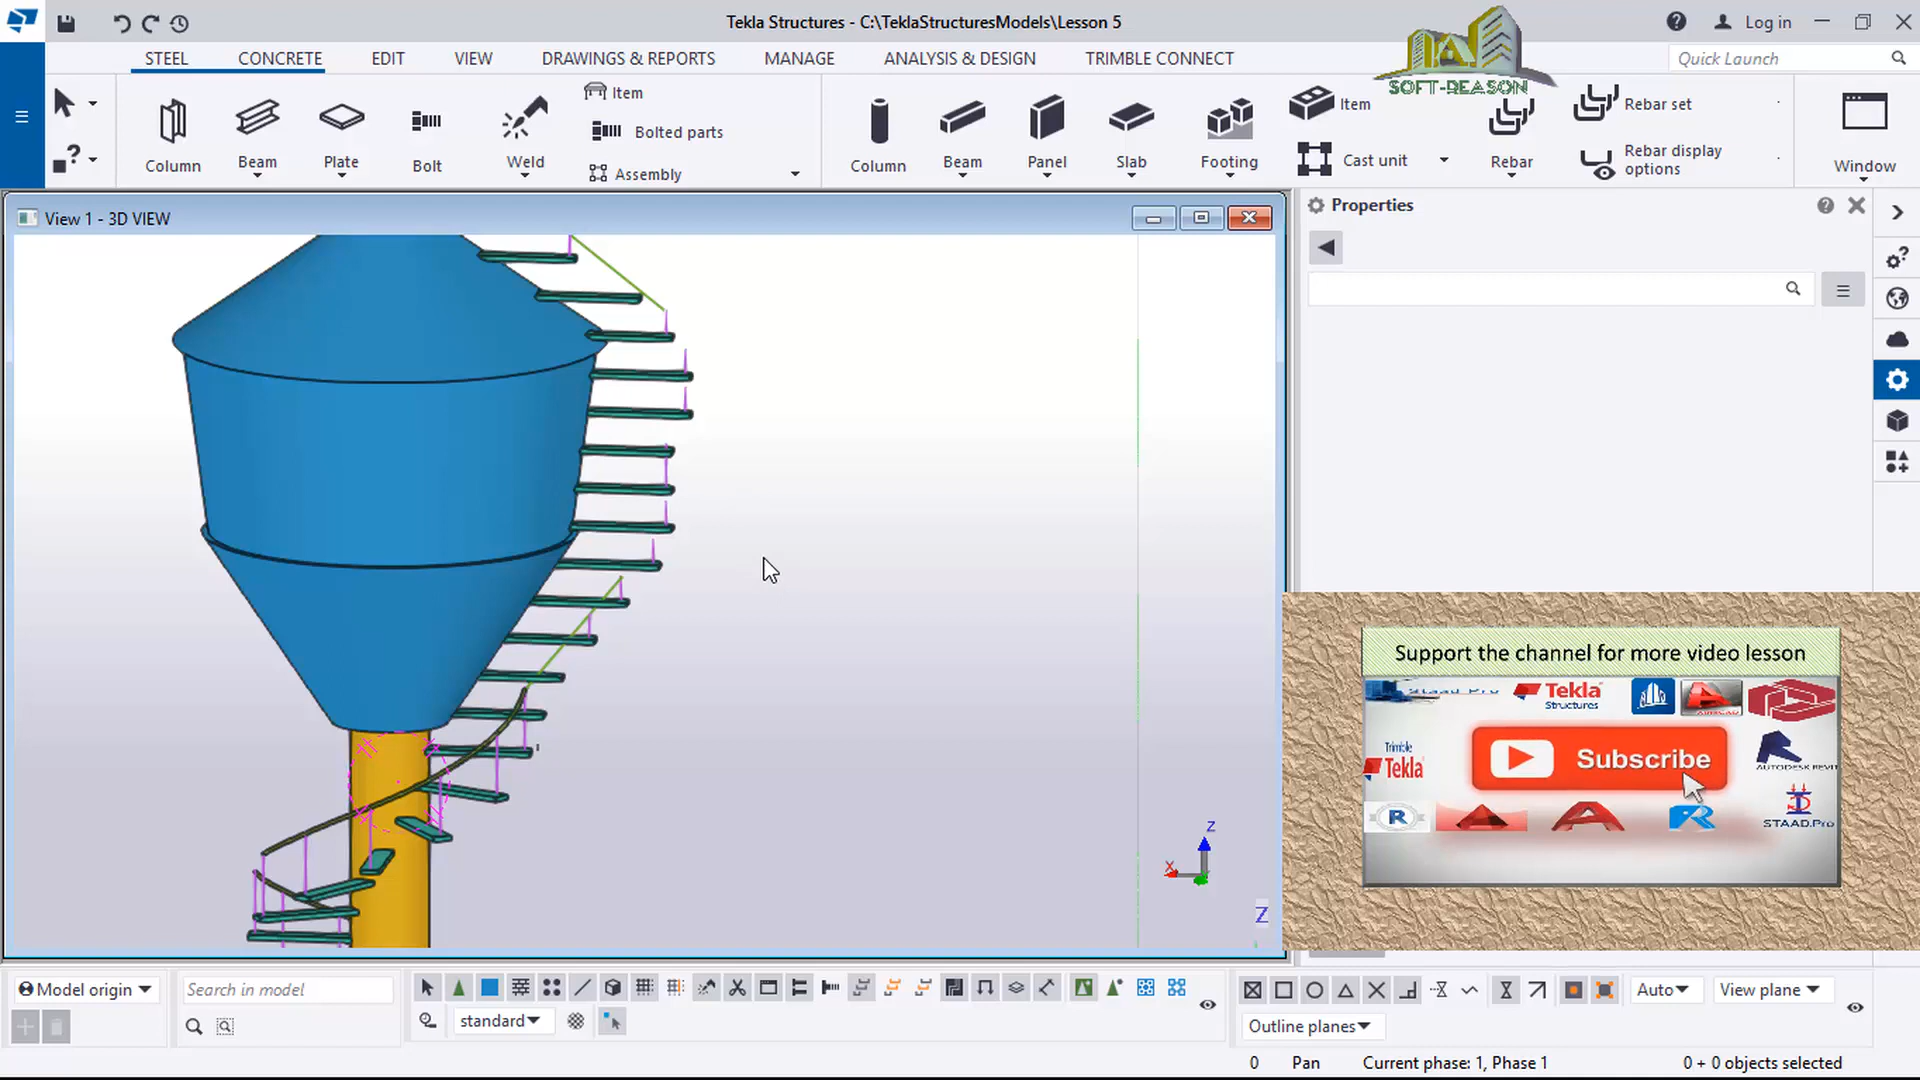 Tekla Structures - C:\TeklaStructuresModels\Lesson 5
Log in
STEEL CONCRETE EDIT VIEW DRAWINGS & REPORTS MANAGE ANALYSIS & DESIGN TRIMBLE CONNECT
Quick Launch
SOFT-REASON
Column Beam Plate Bolt Weld
Item
Bolted parts
Assembly
Column Beam Panel Slab Footing
Item
Cast unit
Rebar
Rebar set
Rebar display options
Window
View 1 - 3D VIEW
Properties
Z
X
Z
Support the channel for more video lesson
Staad Pro
Tekla Structures
Trimble Tekla
Subscribe
AUTODESK REVIT
R
STAAD.Pro
Model origin
Search in model
standard
Auto
View plane
Outline planes
0 Pan Current phase: 1, Phase 1 0 + 0 objects selected